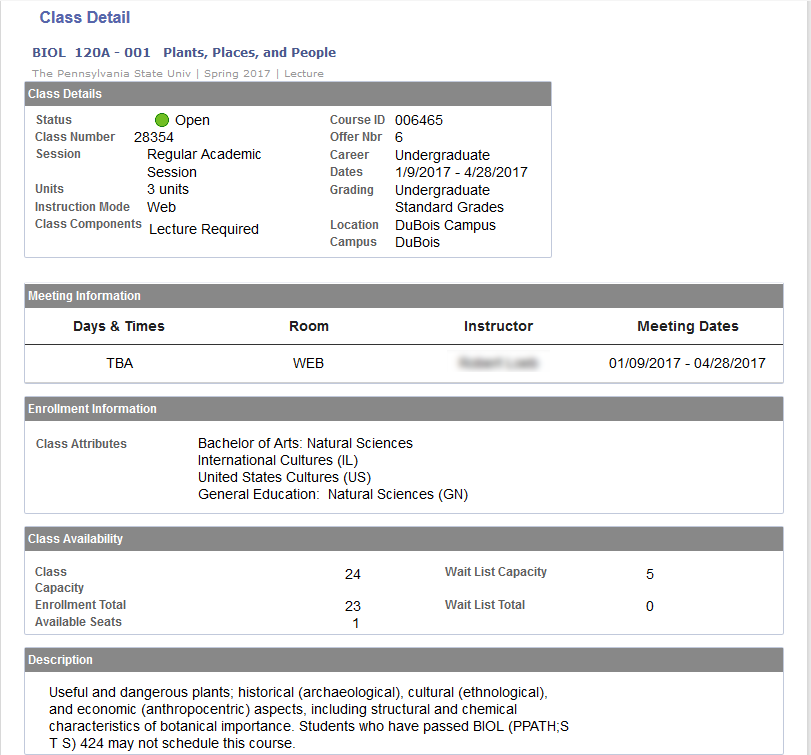 Class Detail
BIOL 120A - 001 Plants, Places, and People
The Pennsylvania State Univ | Spring 2017 | Lecture
Class Details
Status Open Course ID 006465
Class Number 28354 Offer Nbr 6
Session Regular Academic Career Undergraduate
Session Dates 1/9/2017 - 4/28/2017
Units 3 units Grading Undergraduate
Instruction Mode Web Standard Grades
Class Components Lecture Required Location DuBois Campus
Campus DuBois
Meeting Information
Days & Times Room Instructor Meeting Dates
TBA WEB 01/09/2017 - 04/28/2017
Enrollment Information
Class Attributes Bachelor of Arts: Natural Sciences
International Cultures (IL)
United States Cultures (US)
General Education: Natural Sciences (GN)
Class Availability
Class 24 Wait List Capacity 5
Capacity
Enrollment Total 23 Wait List Total 0
Available Seats 1
Description
Useful and dangerous plants; historical (archaeological), cultural (ethnological),
and economic (anthropocentric) aspects, including structural and chemical
characteristics of botanical importance. Students who have passed BIOL (PPATH;S
T S) 424 may not schedule this course.